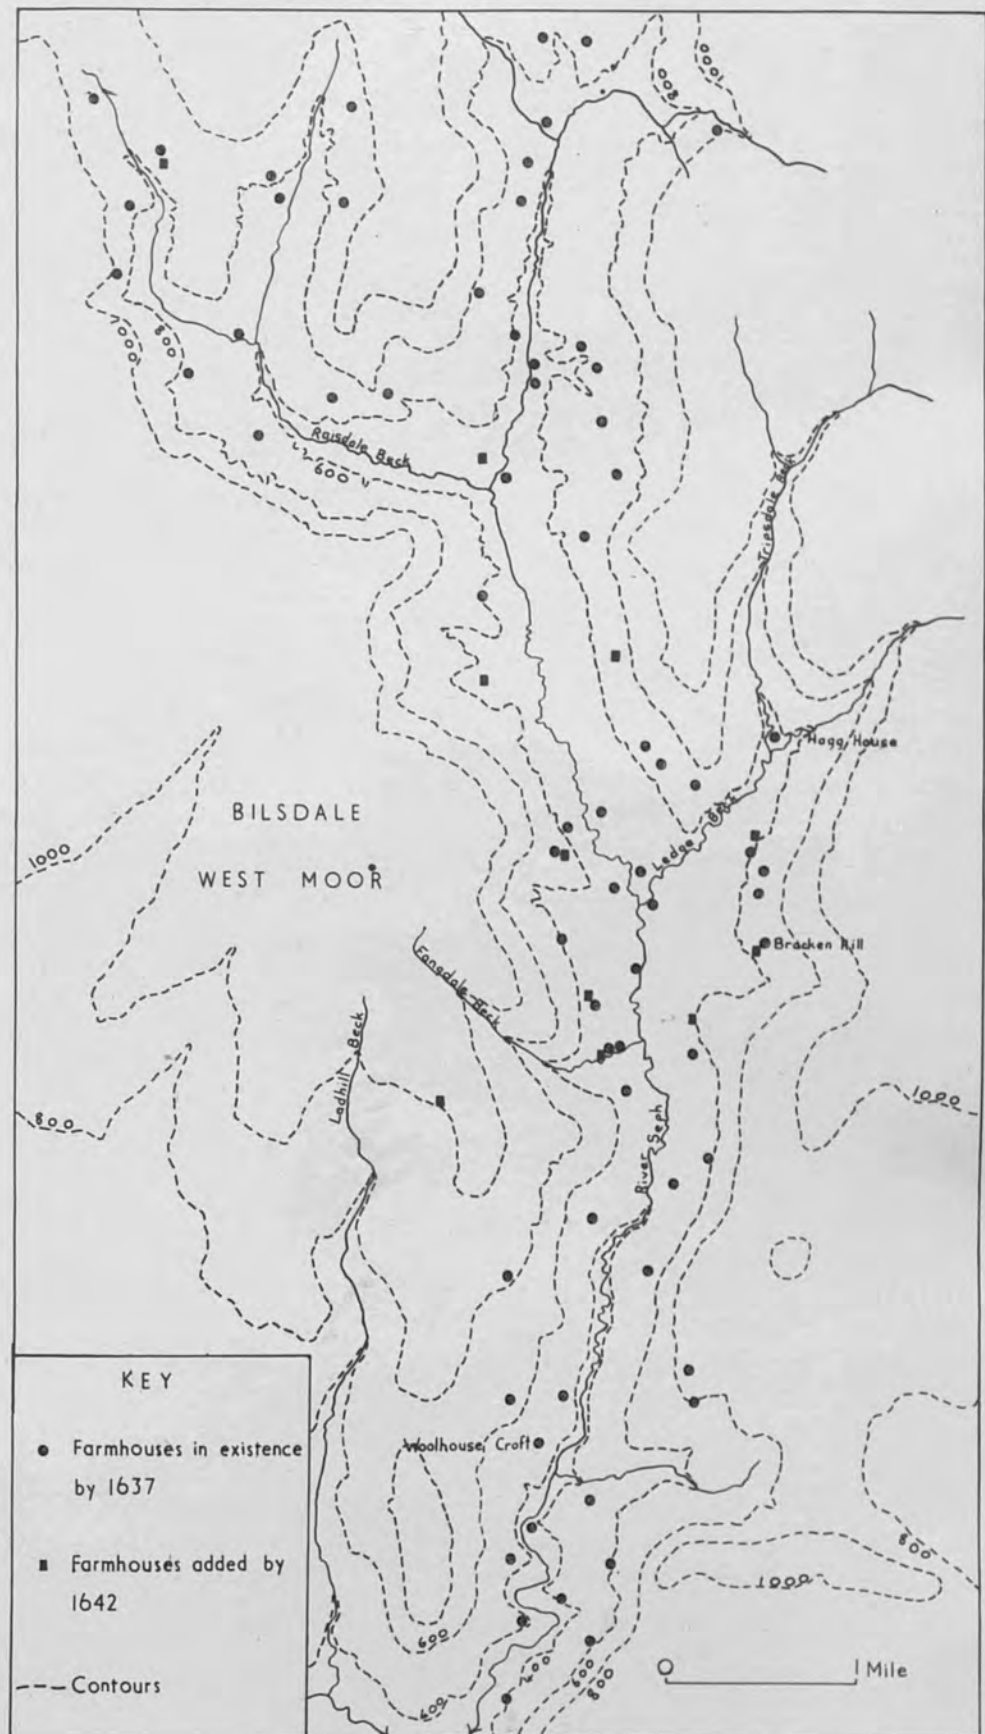 1000
800
1000
800
Raisdale Beck
600
Tripsdale Beck
Hagg House
BILSDALE
WEST MOOR
1000
Ledge Beck
Bracken Hill
Fangdale Beck
Ladhill Beck
800
1000
River Seph
KEY
Farmhouses in existence
by 1637
Woolhouse Croft
Farmhouses added by
1642
800
1000
600
400
600
800
Contours
600
0 1 Mile